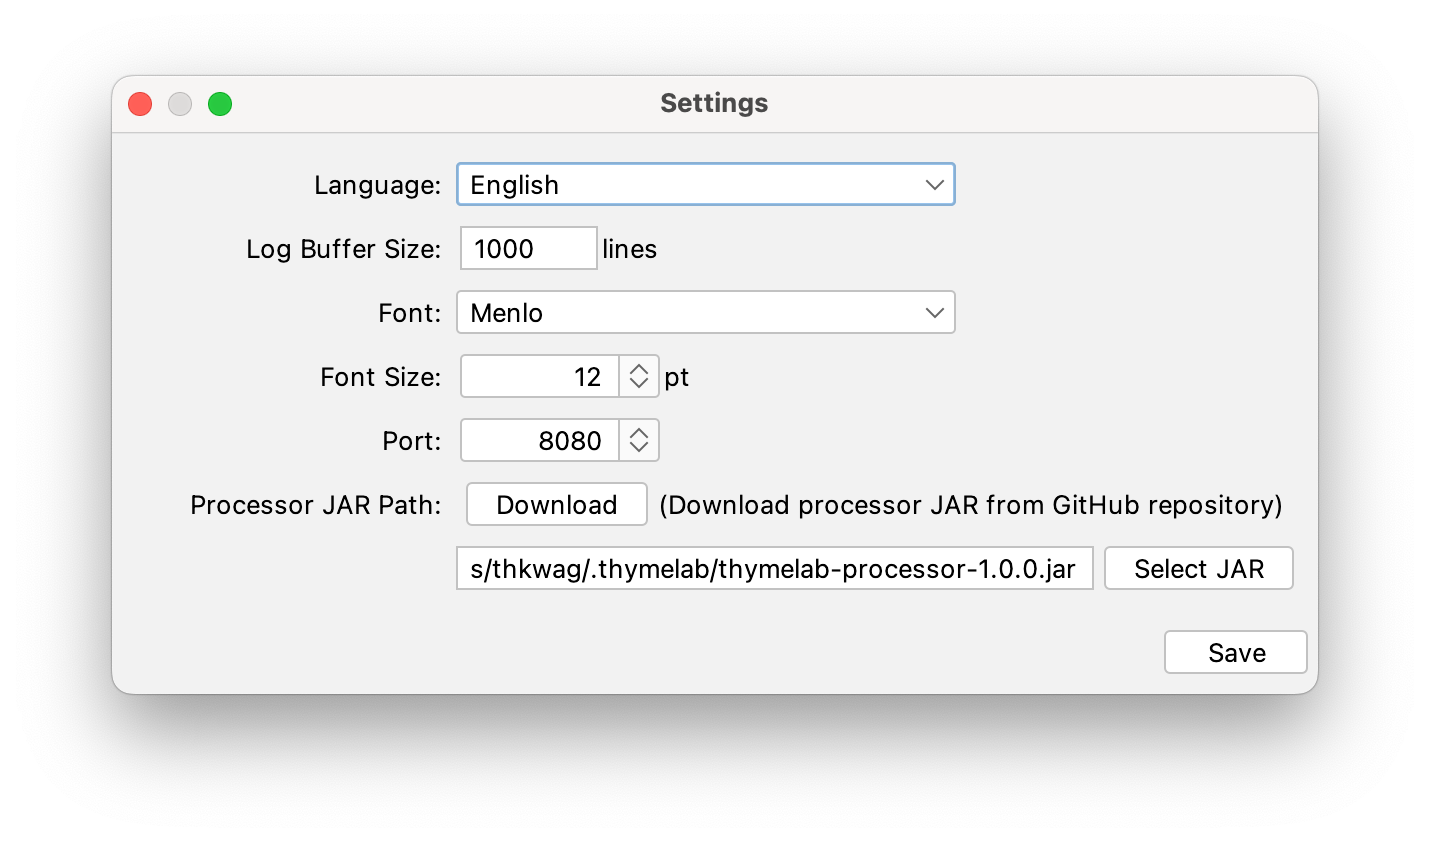 Settings
Language: English
Log Buffer Size: 1000 lines
Font: Menlo
Font Size: 12 pt
Port: 8080
Processor JAR Path: Download (Download processor JAR from GitHub repository)
s/thkwag/.thymelab/thymelab-processor-1.0.0.jar Select JAR
Save